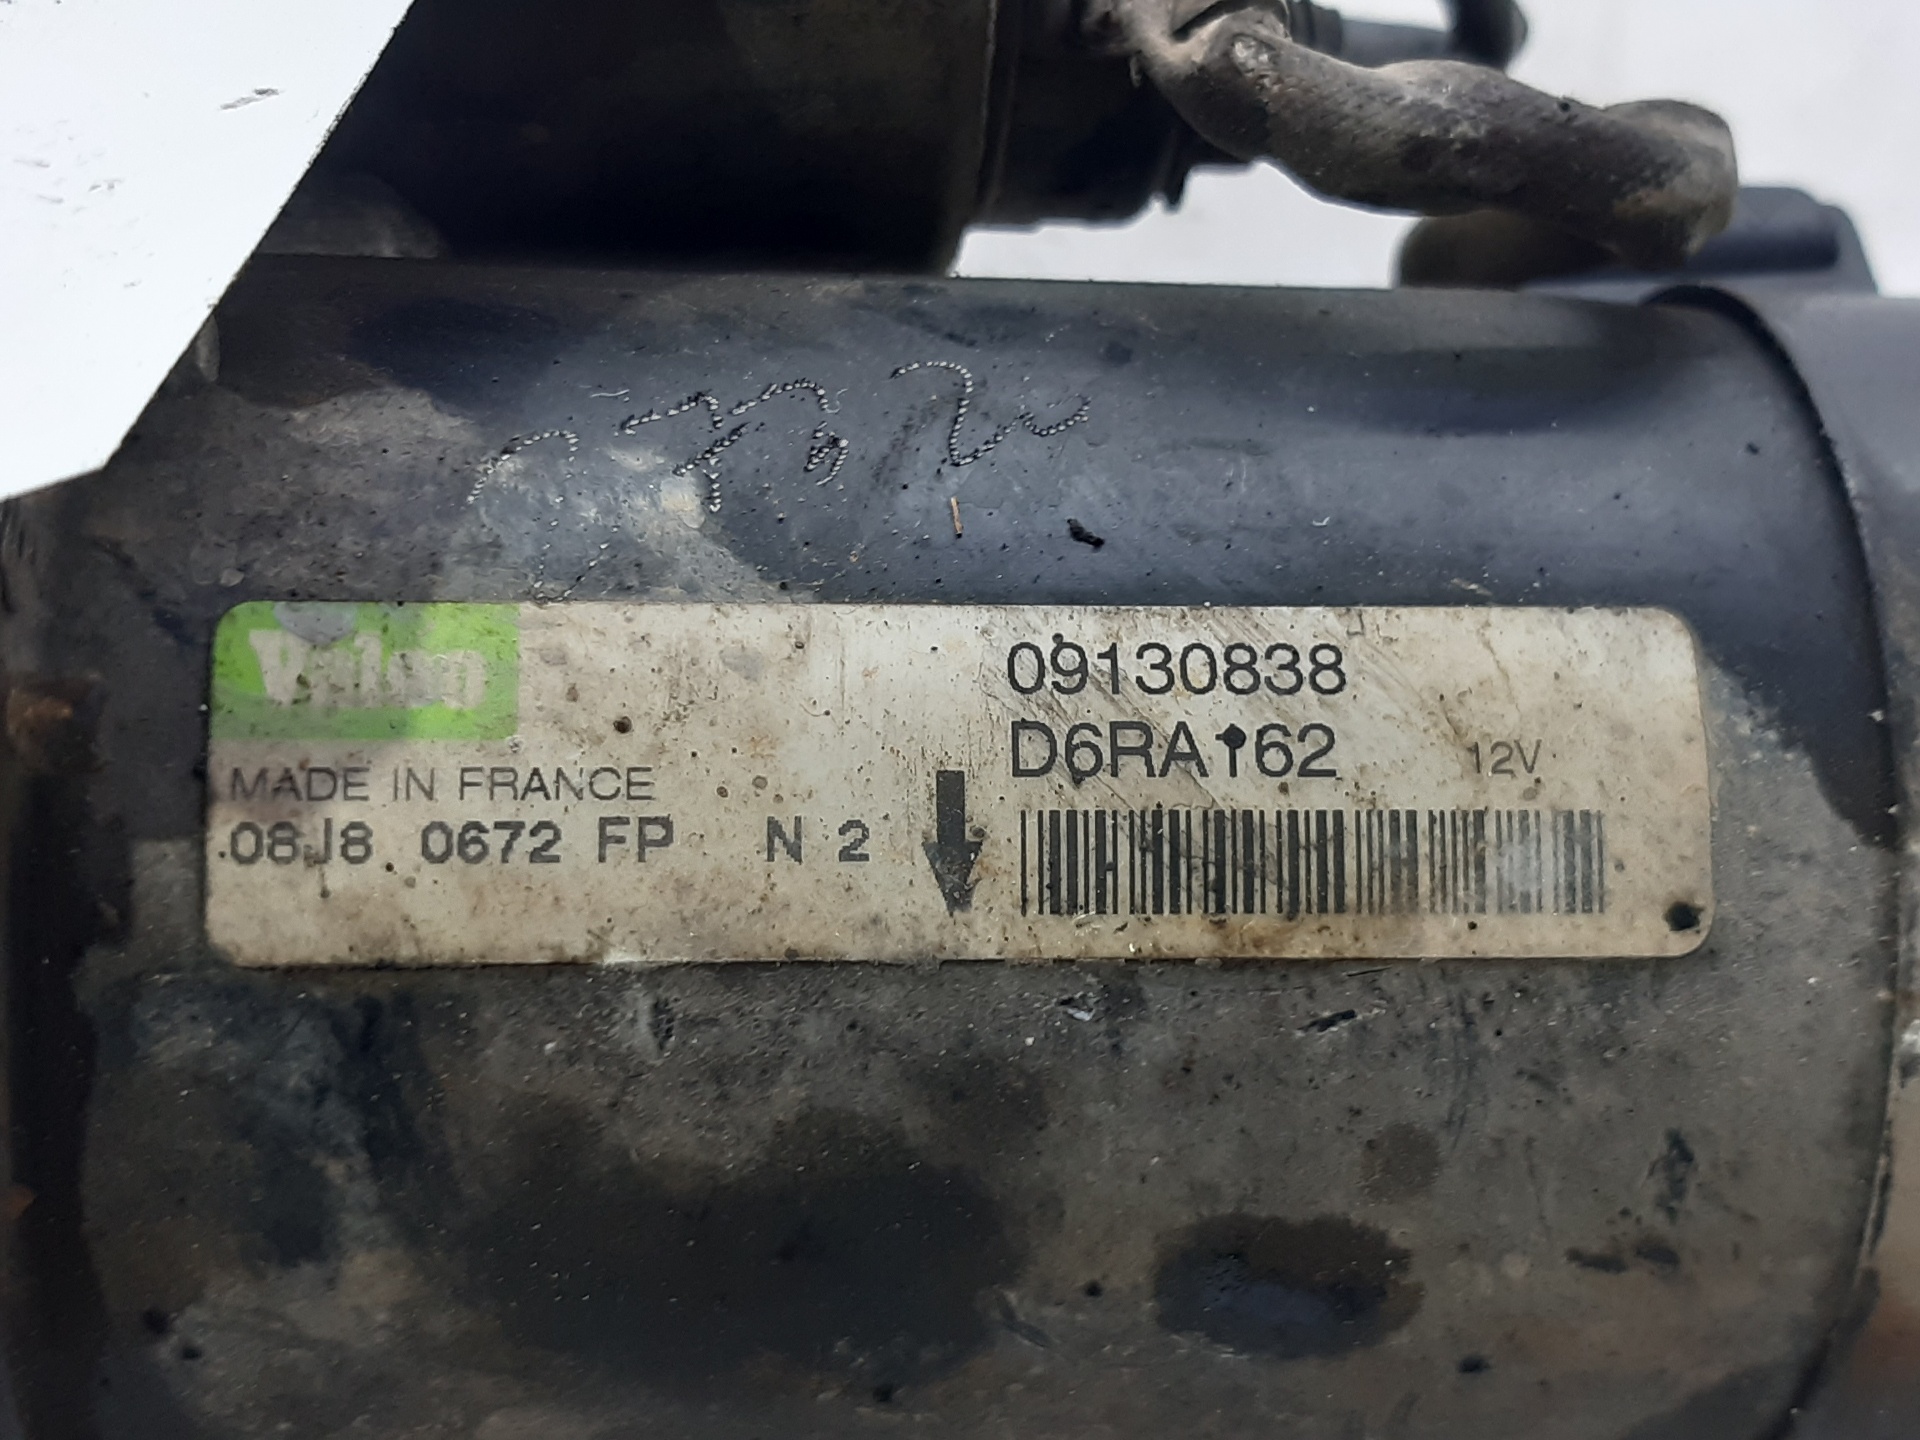 Valeo
09130838
D6RA162 12V
MADE IN FRANCE
08J8 0672 FP N 2